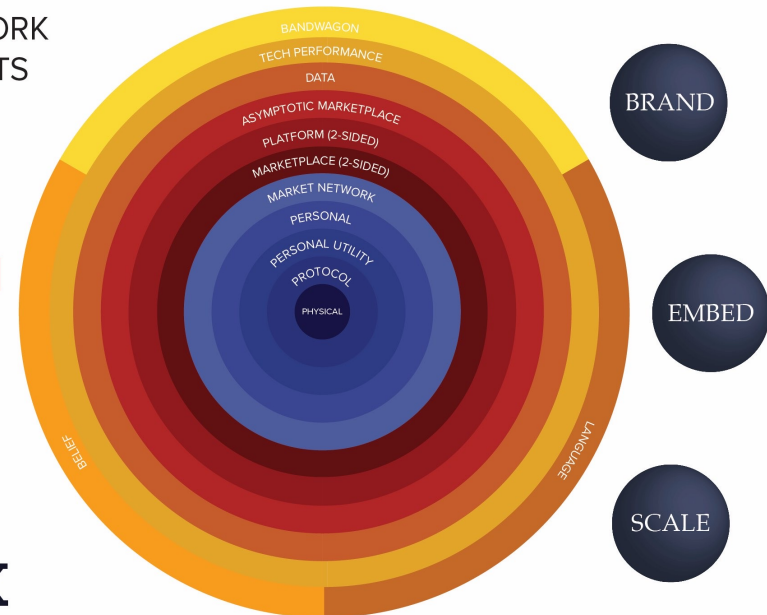 ORK
TS
BANDWAGON
TECH PERFORMANCE
DATA
ASYMPTOTIC MARKETPLACE
PLATFORM (2-SIDED)
MARKETPLACE (2-SIDED)
MARKET NETWORK
PERSONAL
PERSONAL UTILITY
PROTOCOL
PHYSICAL
BELIEF
LANGUAGE
BRAND
EMBED
SCALE